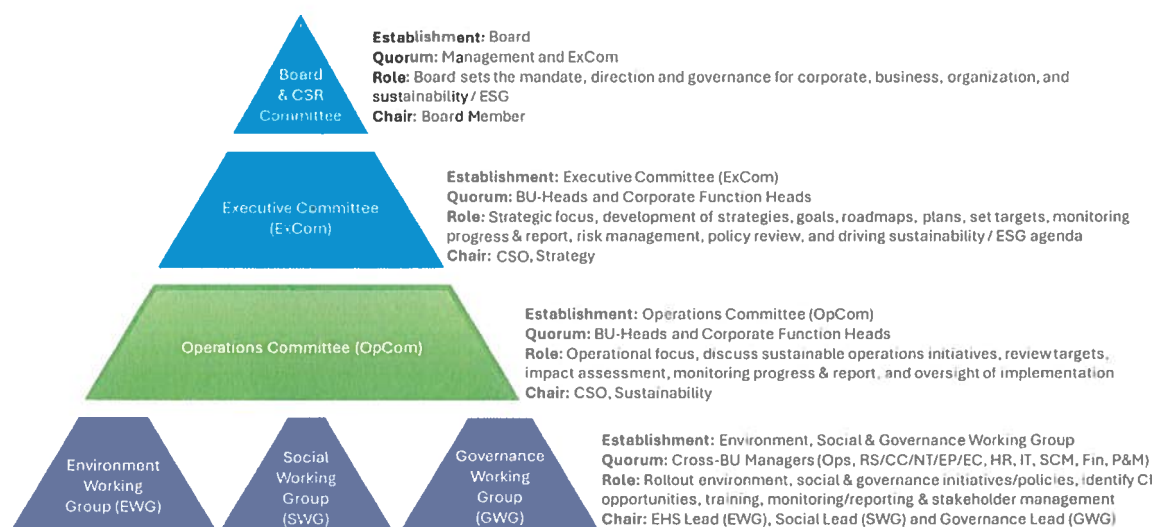 Board
& CSR
Committee
Establishment: Board
Quorum: Management and ExCom
Role: Board sets the mandate, direction and governance for corporate, business, organization, and
sustainability / ESG
Chair: Board Member
Executive Committee
(ExCom)
Establishment: Executive Committee (ExCom)
Quorum: BU-Heads and Corporate Function Heads
Role: Strategic focus, development of strategies, goals, roadmaps, plans, set targets, monitoring
progress & report, risk management, policy review, and driving sustainability / ESG agenda
Chair: CSO, Strategy
Operations Committee (OpCom)
Establishment: Operations Committee (OpCom)
Quorum: BU-Heads and Corporate Function Heads
Role: Operational focus, discuss sustainable operations initiatives, review targets,
impact assessment, monitoring progress & report, and oversight of implementation
Chair: CSO, Sustainability
Environment
Working
Group (EWG)
Social
Working
Group
(SWG)
Governance
Working
Group
(GWG)
Establishment: Environment, Social & Governance Working Group
Quorum: Cross-BU Managers (Ops, RS/CC/NT/EP/EC, HR, IT, SCM, Fin, P&M)
Role: Rollout environment, social & governance initiatives/policies, identify CI
opportunities, training, monitoring/reporting & stakeholder management
Chair: EHS Lead (EWG), Social Lead (SWG) and Governance Lead (GWG)